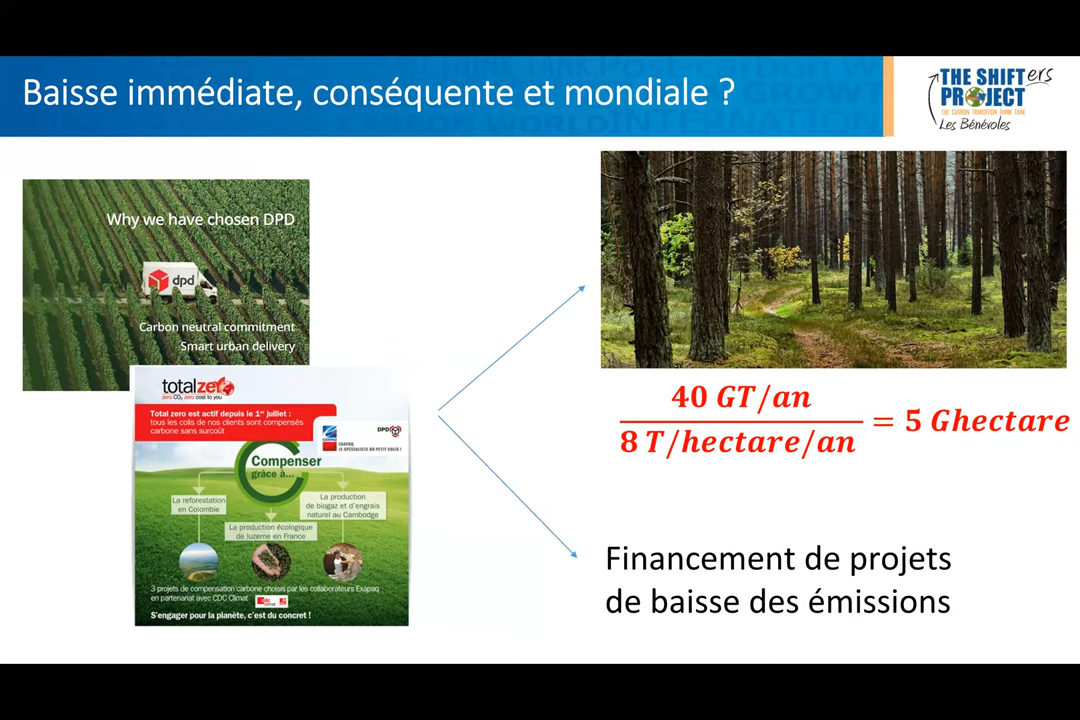 Baisse immédiate, conséquente et mondiale ?
THE SHIFTers
PROJECT
THE CARBON TRANSITION THINK TANK
Les Bénévoles
Why we have chosen DPD
dpd
Carbon neutral commitment
Smart urban delivery
totalzero
zero CO₂ zero cost to you
Total zero est actif depuis le 1er juillet :
tous les colis de nos clients sont compensés
carbone sans surcoût
EXAPAQ
DPD
EXAPAQ,
LE SPÉCIALISTE DU PETIT COLIS !
Compenser
grâce à...
La reforestation
en Colombie
La production
de biogaz et d'engrais
naturel au Cambodge
La production écologique
de luzerne en France
3 projets de compensation carbone choisis par les collaborateurs Exapaq
en partenariat avec CDC Climat
S'engager pour la planète, c'est du concret !
40 GT/an
8 T/hectare/an
= 5 Ghectare
Financement de projets
de baisse des émissions